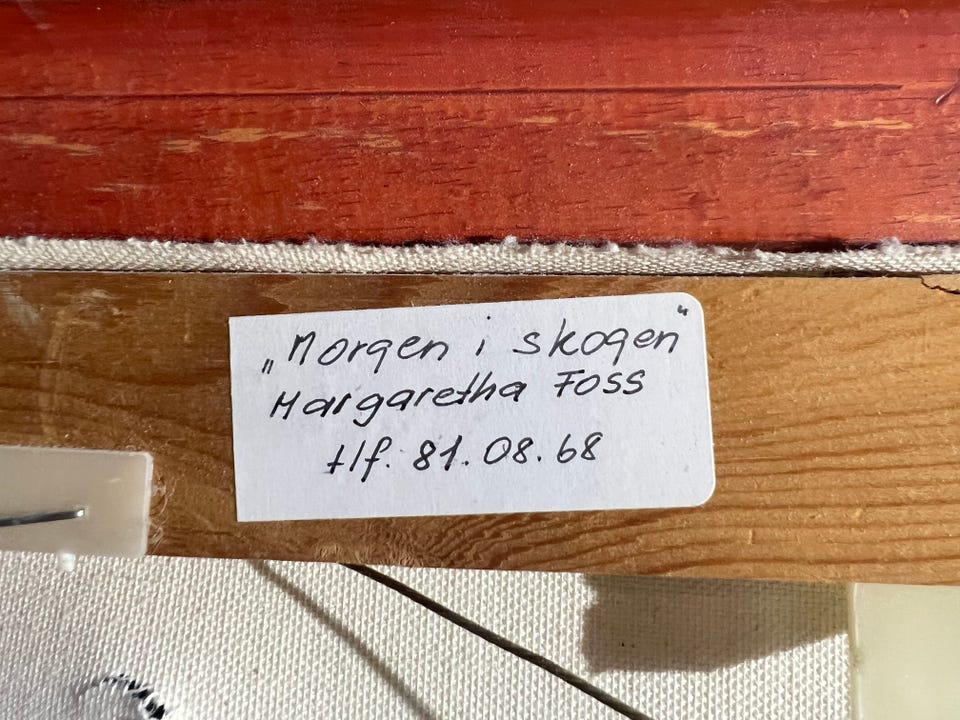 „Morgen i skogen“
Margaretha Foss
tlf. 81.08.68